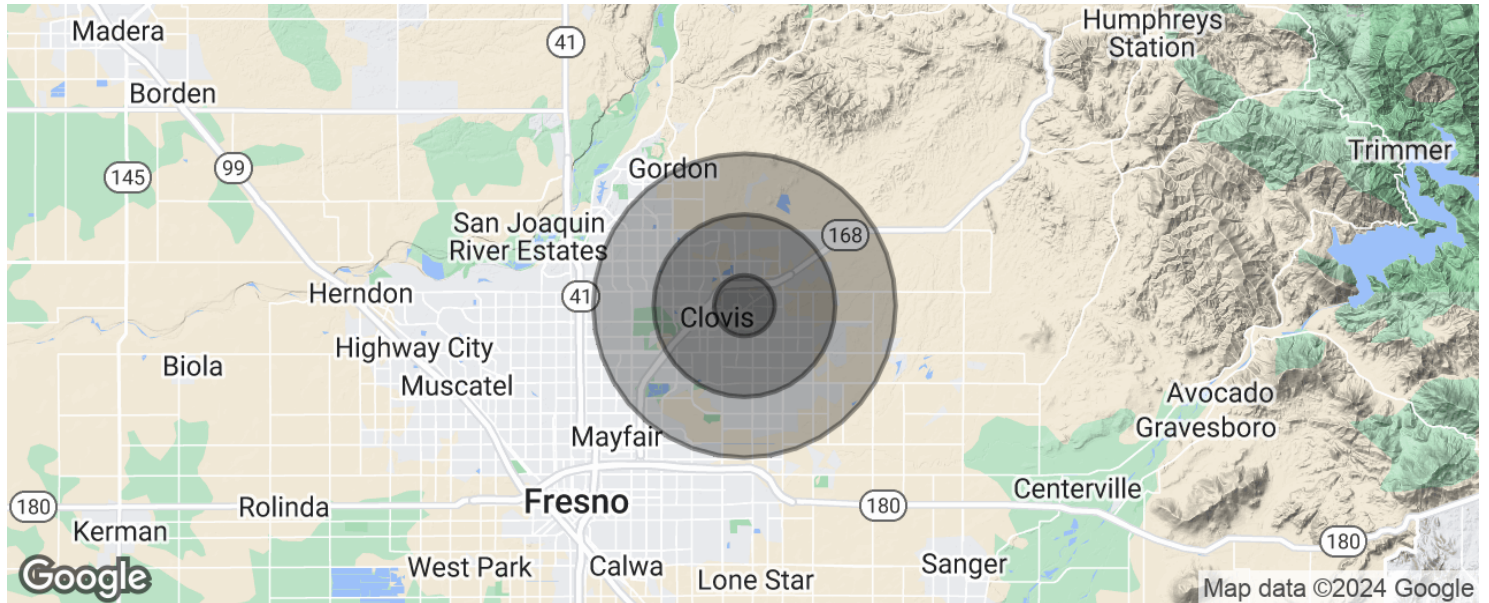 Madera
41
Humphreys
Station
Borden
99
145
Gordon
Trimmer
San Joaquin
River Estates
168
Herndon
41
Clovis
Highway City
Biola
Muscatel
Avocado
Gravesboro
Mayfair
180
Rolinda
Fresno
180
Centerville
Kerman
180
West Park
Calwa
Lone Star
Sanger
Google
Map data ©2024 Google